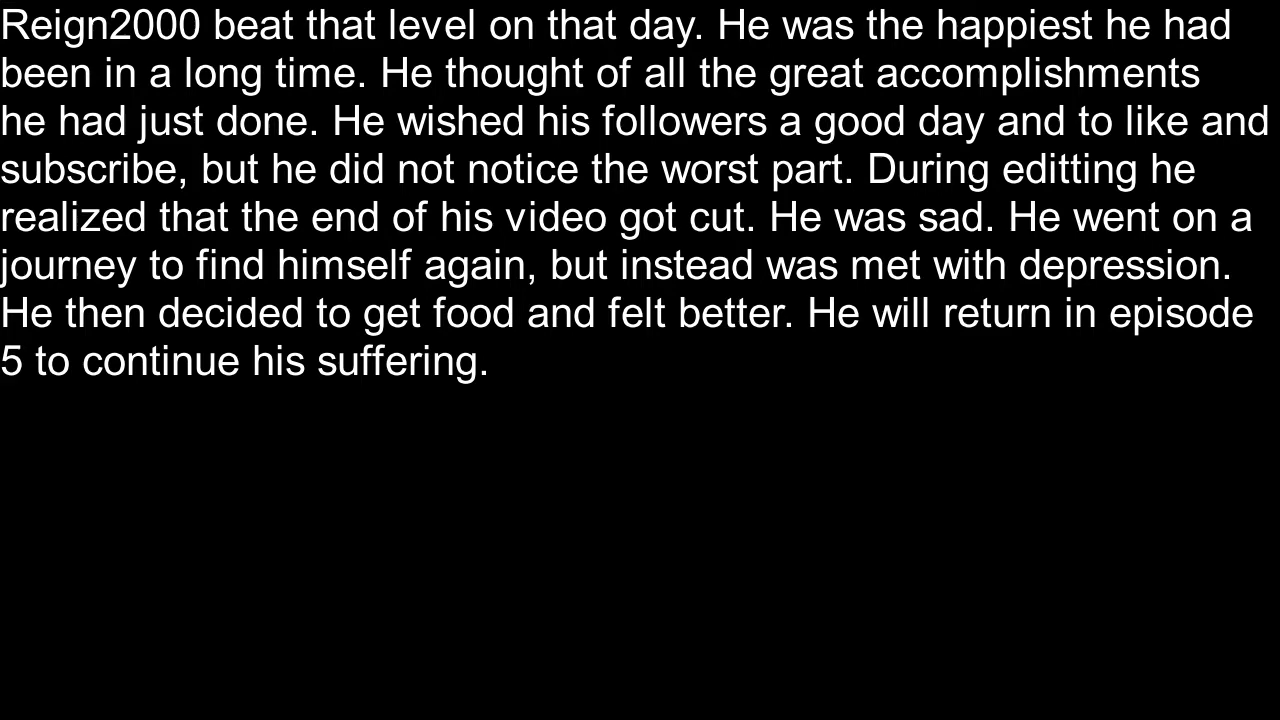 Reign2000 beat that level on that day. He was the happiest he had
been in a long time. He thought of all the great accomplishments
he had just done. He wished his followers a good day and to like and
subscribe, but he did not notice the worst part. During editting he
realized that the end of his video got cut. He was sad. He went on a
journey to find himself again, but instead was met with depression.
He then decided to get food and felt better. He will return in episode
5 to continue his suffering.